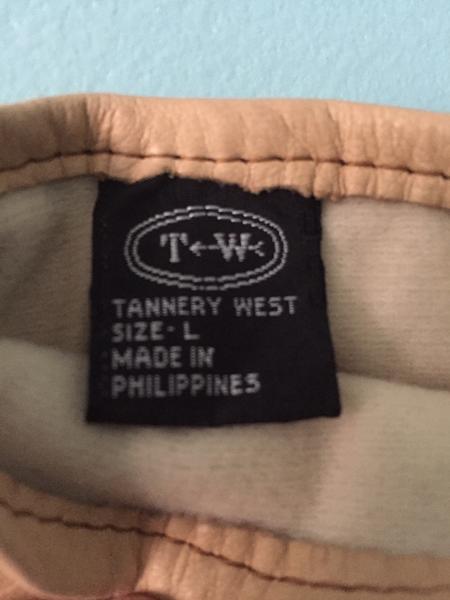 T←W
TANNERY WEST
SIZE- L
MADE IN
PHILIPPINES